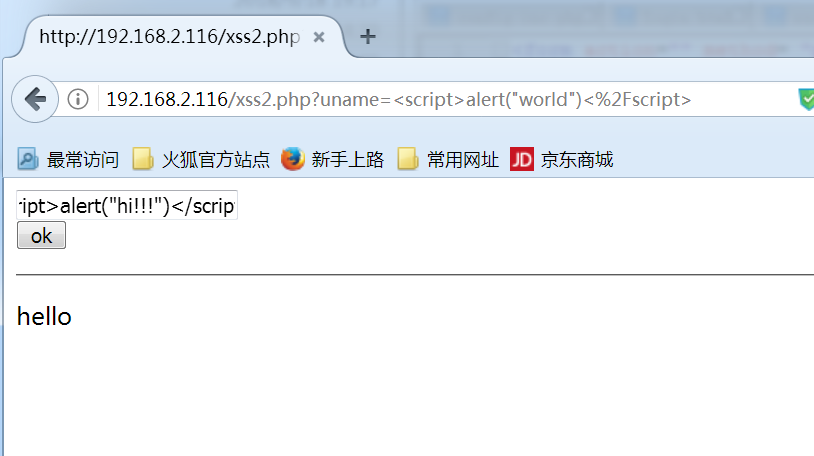 http://192.168.2.116/xss2.php
192.168.2.116/xss2.php?uname=<script>alert("world")<%2Fscript>
最常访问 火狐官方站点 新手上路 常用网址 JD 京东商城
ript>alert("hi!!!")</scrip
ok
hello